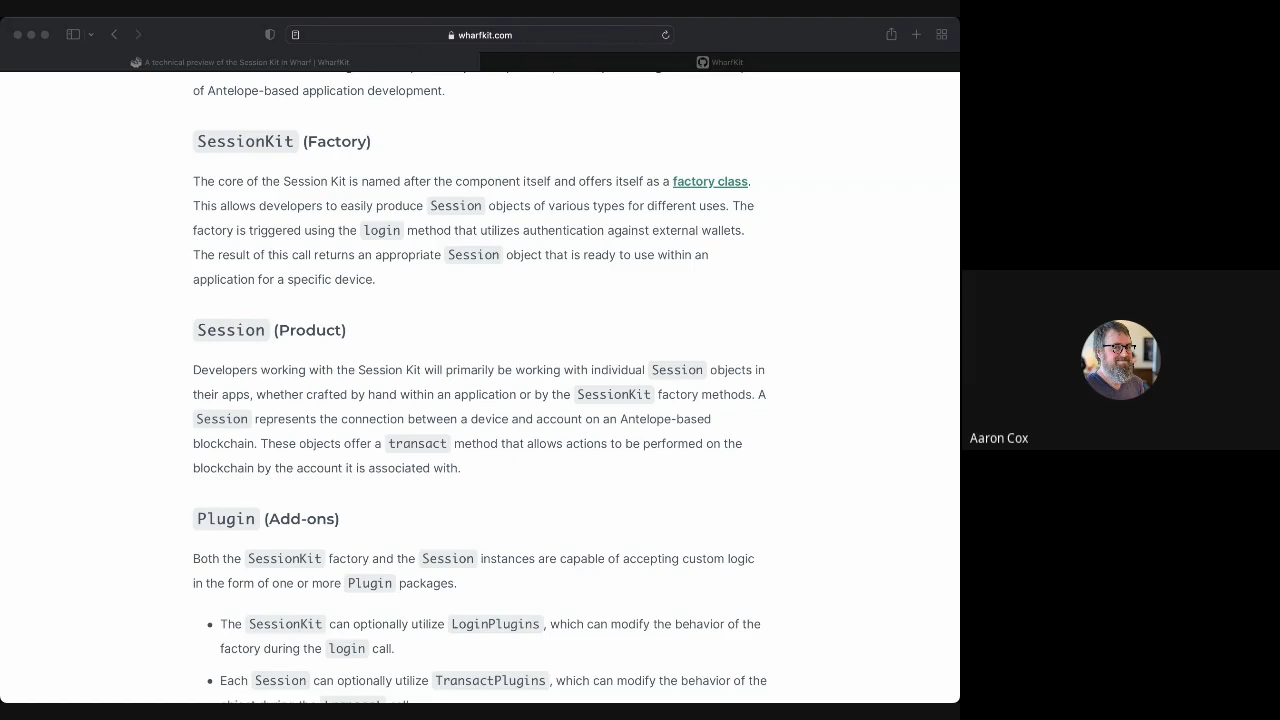 wharfkit.com
A technical preview of the Session Kit in Wharf | WharfKit
WharfKit
of Antelope-based application development.
SessionKit (Factory)
The core of the Session Kit is named after the component itself and offers itself as a factory class.
This allows developers to easily produce Session objects of various types for different uses. The
factory is triggered using the login method that utilizes authentication against external wallets.
The result of this call returns an appropriate Session object that is ready to use within an
application for a specific device.
Session (Product)
Developers working with the Session Kit will primarily be working with individual Session objects in
their apps, whether crafted by hand within an application or by the SessionKit factory methods. A
Session represents the connection between a device and account on an Antelope-based
blockchain. These objects offer a transact method that allows actions to be performed on the
blockchain by the account it is associated with.
Plugin (Add-ons)
Both the SessionKit factory and the Session instances are capable of accepting custom logic
in the form of one or more Plugin packages.
• The SessionKit can optionally utilize LoginPlugins, which can modify the behavior of the
factory during the login call.
• Each Session can optionally utilize TransactPlugins, which can modify the behavior of the
Aaron Cox